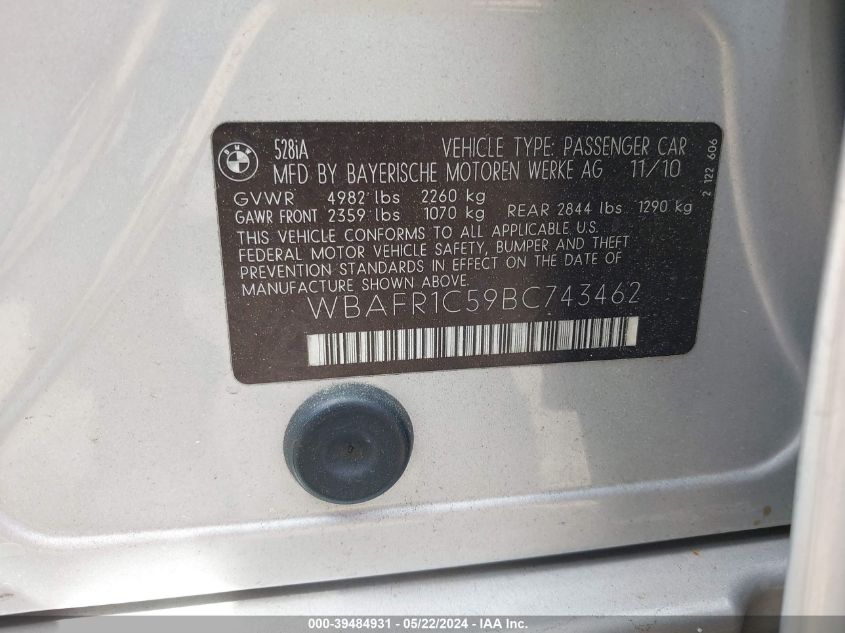 BMW
528iA VEHICLE TYPE: PASSENGER CAR
MFD BY BAYERISCHE MOTOREN WERKE AG 11/10
GVWR 4982 lbs 2260 kg
GAWR FRONT 2359 lbs 1070 kg REAR 2844 lbs 1290 kg
THIS VEHICLE CONFORMS TO ALL APPLICABLE U.S.
FEDERAL MOTOR VEHICLE SAFETY, BUMPER AND THEFT
PREVENTION STANDARDS IN EFFECT ON THE DATE OF
MANUFACTURE SHOWN ABOVE.
WBAFR1C59BC743462
2 122 606
000-39484931 - 05/22/2024 - IAA Inc.